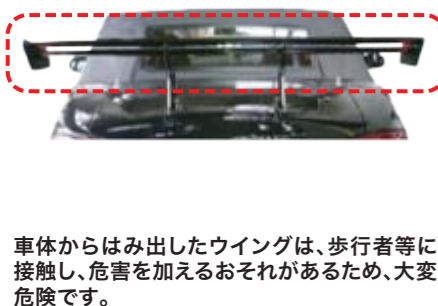 車体からはみ出したウイングは、歩行者等に
接触し、危害を加えるおそれがあるため、大変
危険です。